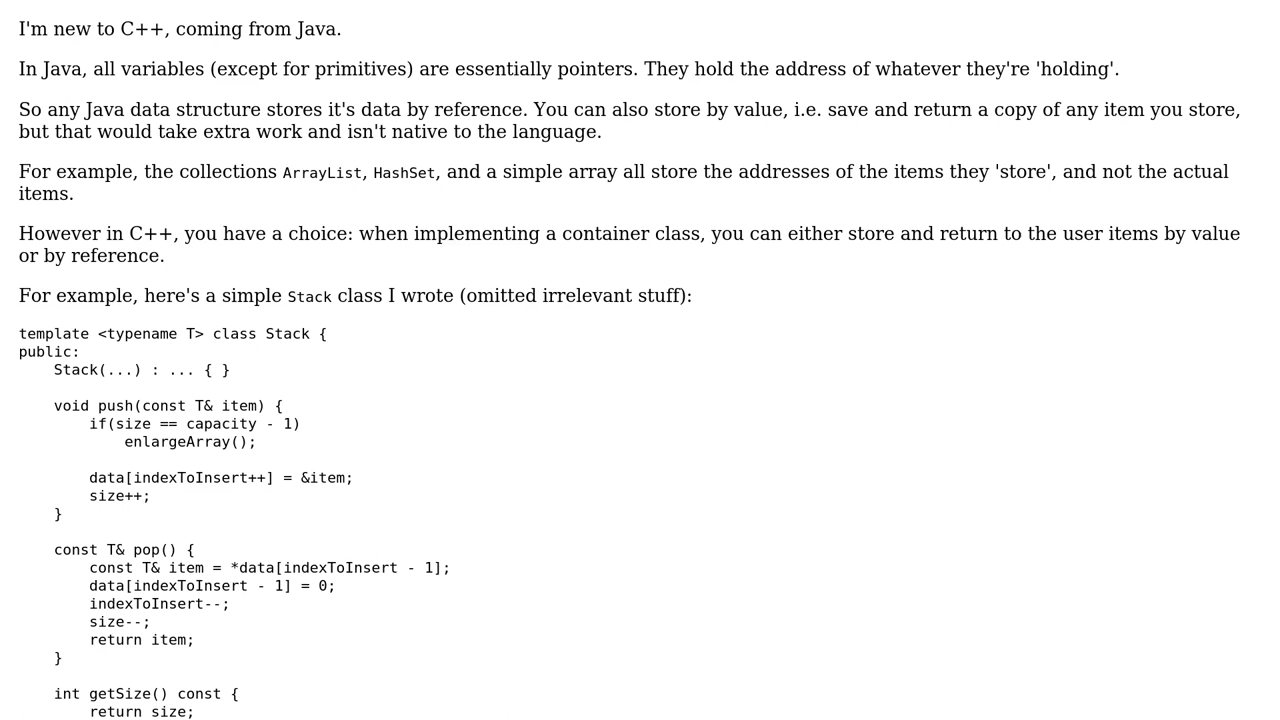 I'm new to C++, coming from Java.
In Java, all variables (except for primitives) are essentially pointers. They hold the address of whatever they're 'holding'.
So any Java data structure stores it's data by reference. You can also store by value, i.e. save and return a copy of any item you store,
but that would take extra work and isn't native to the language.
For example, the collections ArrayList, HashSet, and a simple array all store the addresses of the items they 'store', and not the actual
items.
However in C++, you have a choice: when implementing a container class, you can either store and return to the user items by value
or by reference.
For example, here's a simple Stack class I wrote (omitted irrelevant stuff):
template <typename T> class Stack {
public:
    Stack(...) : ... { }
    void push(const T& item) {
        if(size == capacity - 1)
            enlargeArray();
        data[indexToInsert++] = &item;
        size++;
    }
    const T& pop() {
        const T& item = *data[indexToInsert - 1];
        data[indexToInsert - 1] = 0;
        indexToInsert--;
        size--;
        return item;
    }
    int getSize() const {
        return size;